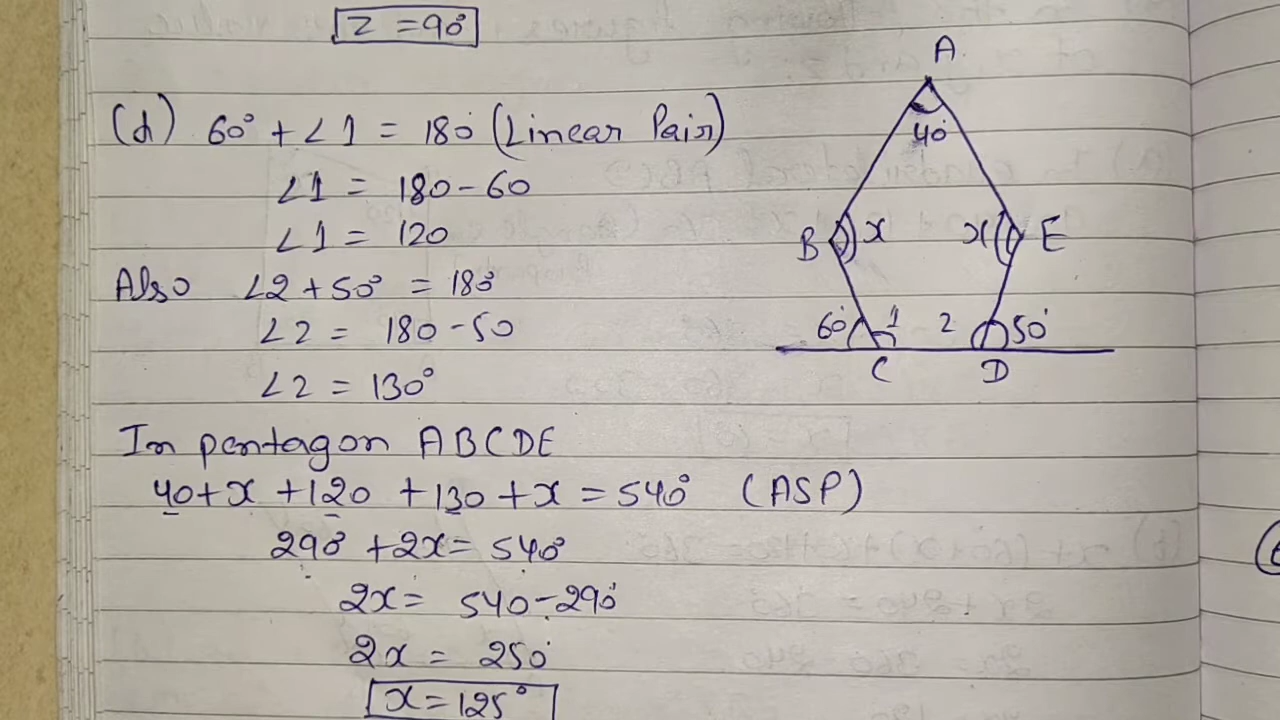 z = 90°
(d) 60° + ∠1 = 180° (Linear Pair)
∠1 = 180 - 60
∠1 = 120
Also ∠2 + 50° = 180°
∠2 = 180 - 50
∠2 = 130°
In pentagon ABCDE
40 + x + 120 + 130 + x = 540° (ASP)
290° + 2x = 540°
2x = 540 - 290°
2x = 250°
x = 125°
A
40°
B x x E
60° 1 2 50°
C D